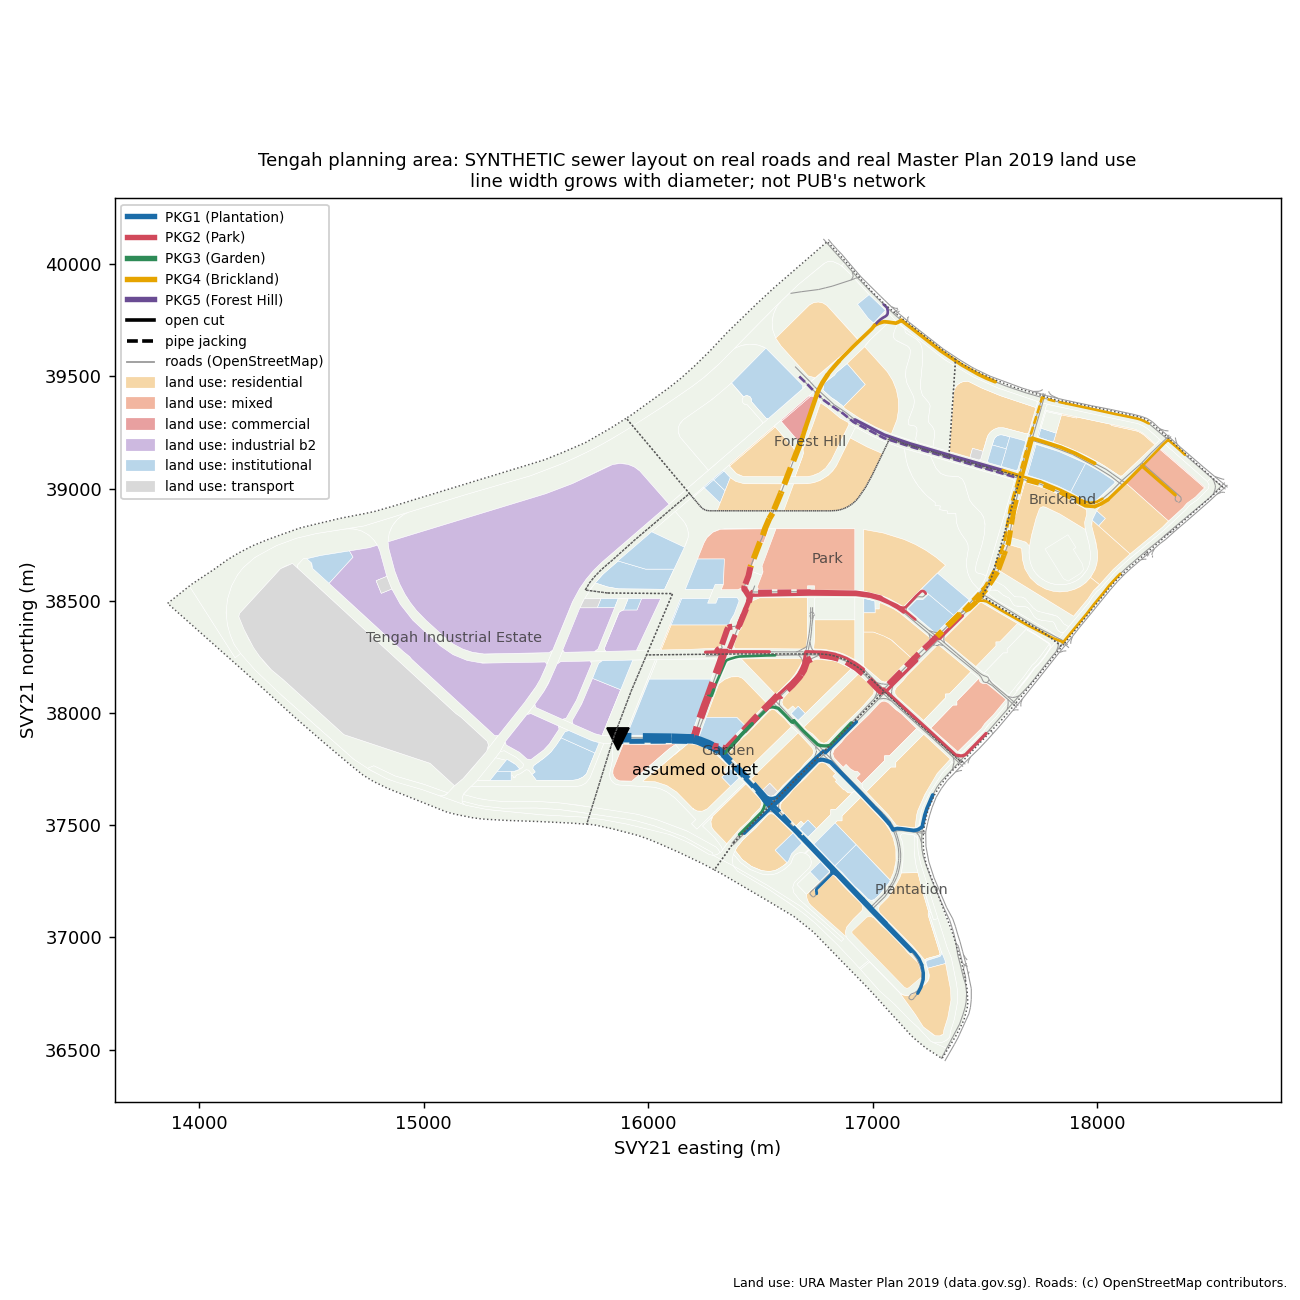 Tengah planning area: SYNTHETIC sewer layout on real roads and real Master Plan 2019 land use
line width grows with diameter; not PUB's network
PKG1 (Plantation)
PKG2 (Park)
PKG3 (Garden)
PKG4 (Brickland)
PKG5 (Forest Hill)
open cut
pipe jacking
roads (OpenStreetMap)
land use: residential
land use: mixed
land use: commercial
land use: industrial b2
land use: institutional
land use: transport
SVY21 northing (m)
40000
39500
39000
38500
38000
37500
37000
36500
Forest Hill
Brickland
Park
Tengah Industrial Estate
Garden
assumed outlet
Plantation
14000
15000
16000
17000
18000
SVY21 easting (m)
Land use: URA Master Plan 2019 (data.gov.sg). Roads: (c) OpenStreetMap contributors.